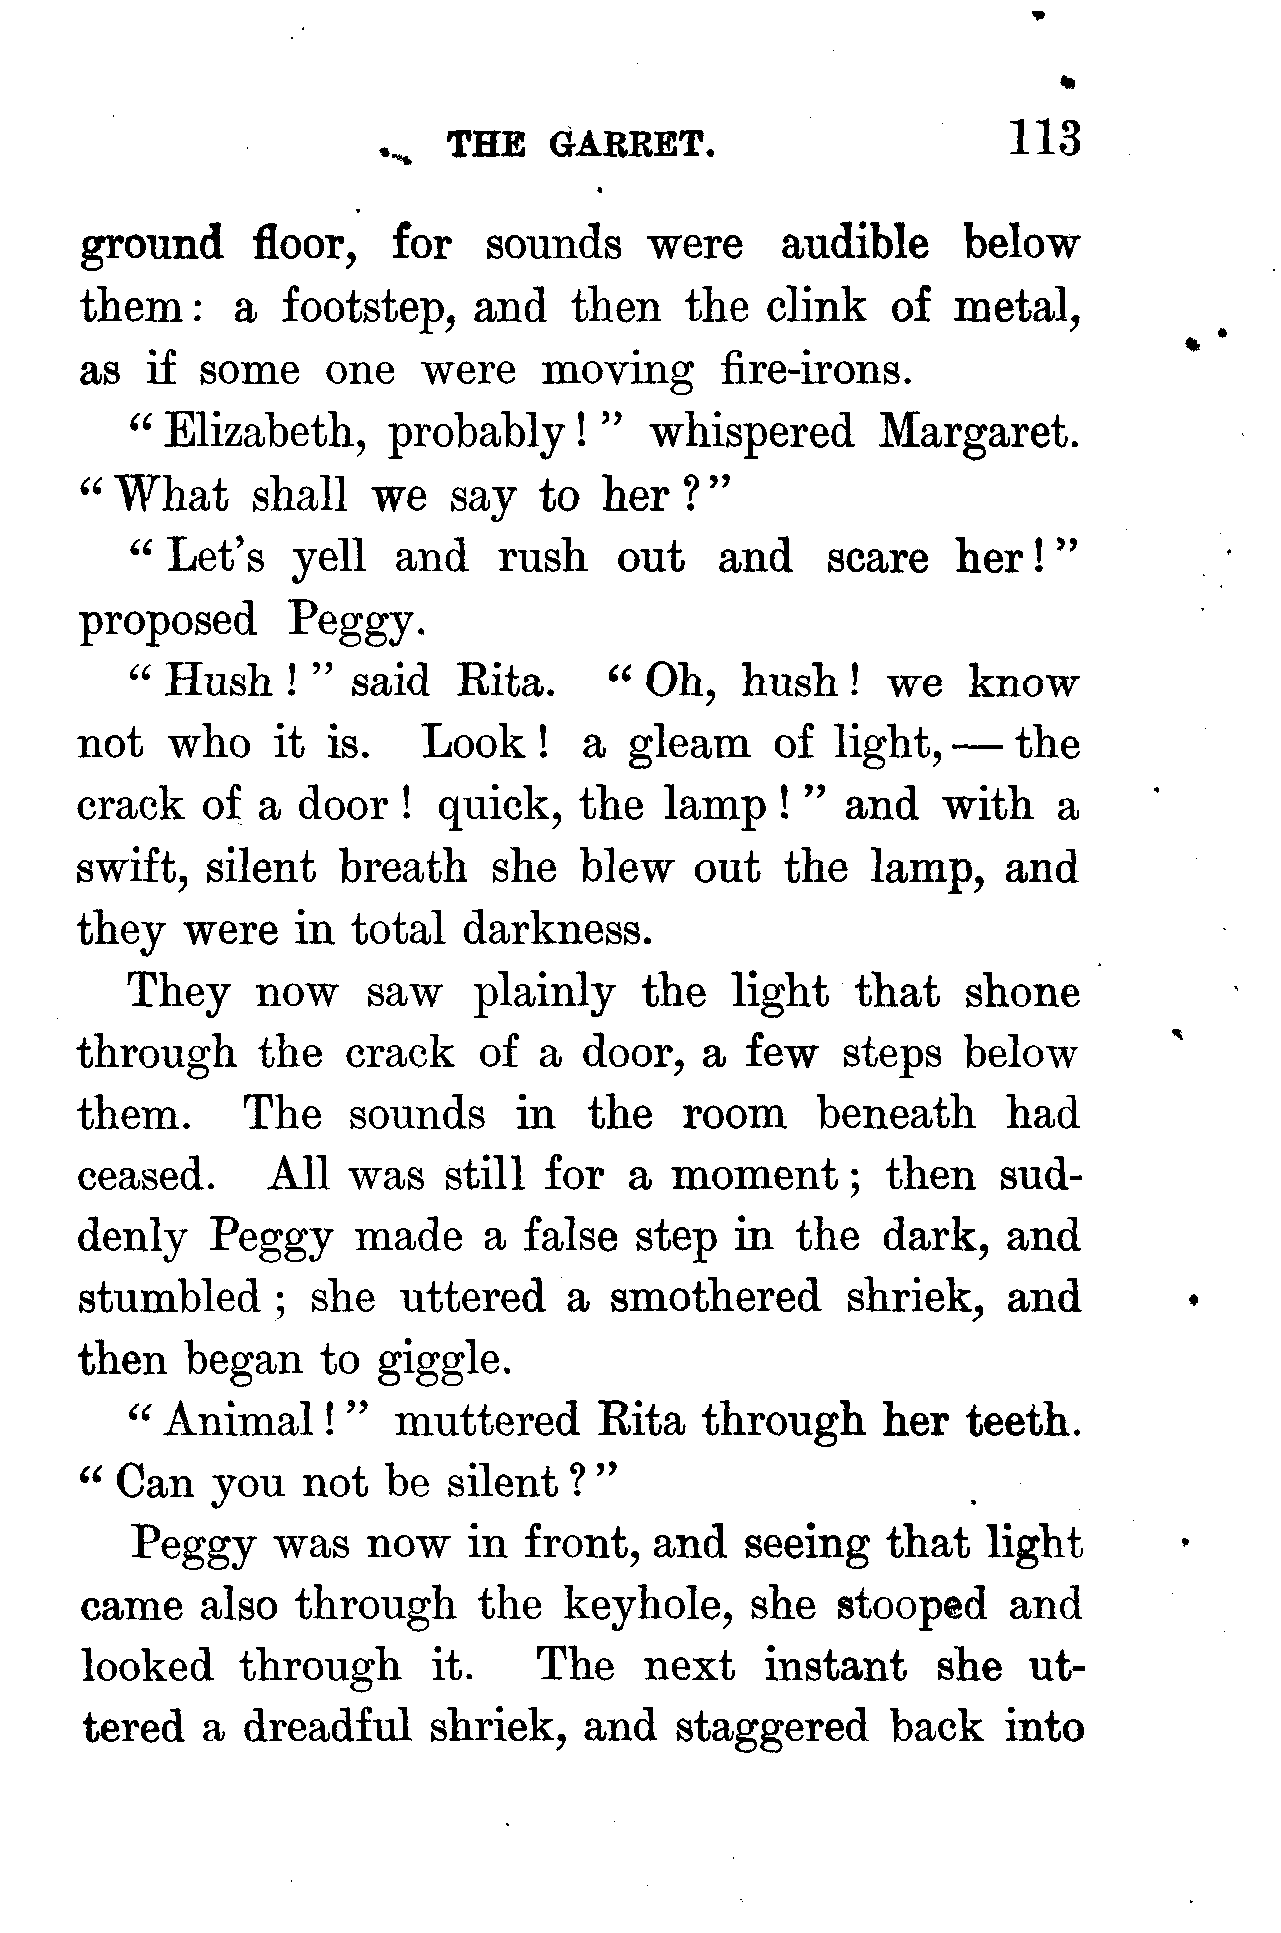 THE GARRET. 113
ground floor, for sounds were audible below
them: a footstep, and then the clink of metal,
as if some one were moving fire-irons.
“Elizabeth, probably!” whispered Margaret.
“What shall we say to her?”
“Let’s yell and rush out and scare her!”
proposed Peggy.
“Hush!” said Rita. “Oh, hush! we know
not who it is. Look! a gleam of light,—the
crack of a door! quick, the lamp!” and with a
swift, silent breath she blew out the lamp, and
they were in total darkness.
They now saw plainly the light that shone
through the crack of a door, a few steps below
them. The sounds in the room beneath had
ceased. All was still for a moment; then sud-
denly Peggy made a false step in the dark, and
stumbled; she uttered a smothered shriek, and
then began to giggle.
“Animal!” muttered Rita through her teeth.
“Can you not be silent?”
Peggy was now in front, and seeing that light
came also through the keyhole, she stooped and
looked through it. The next instant she ut-
tered a dreadful shriek, and staggered back into